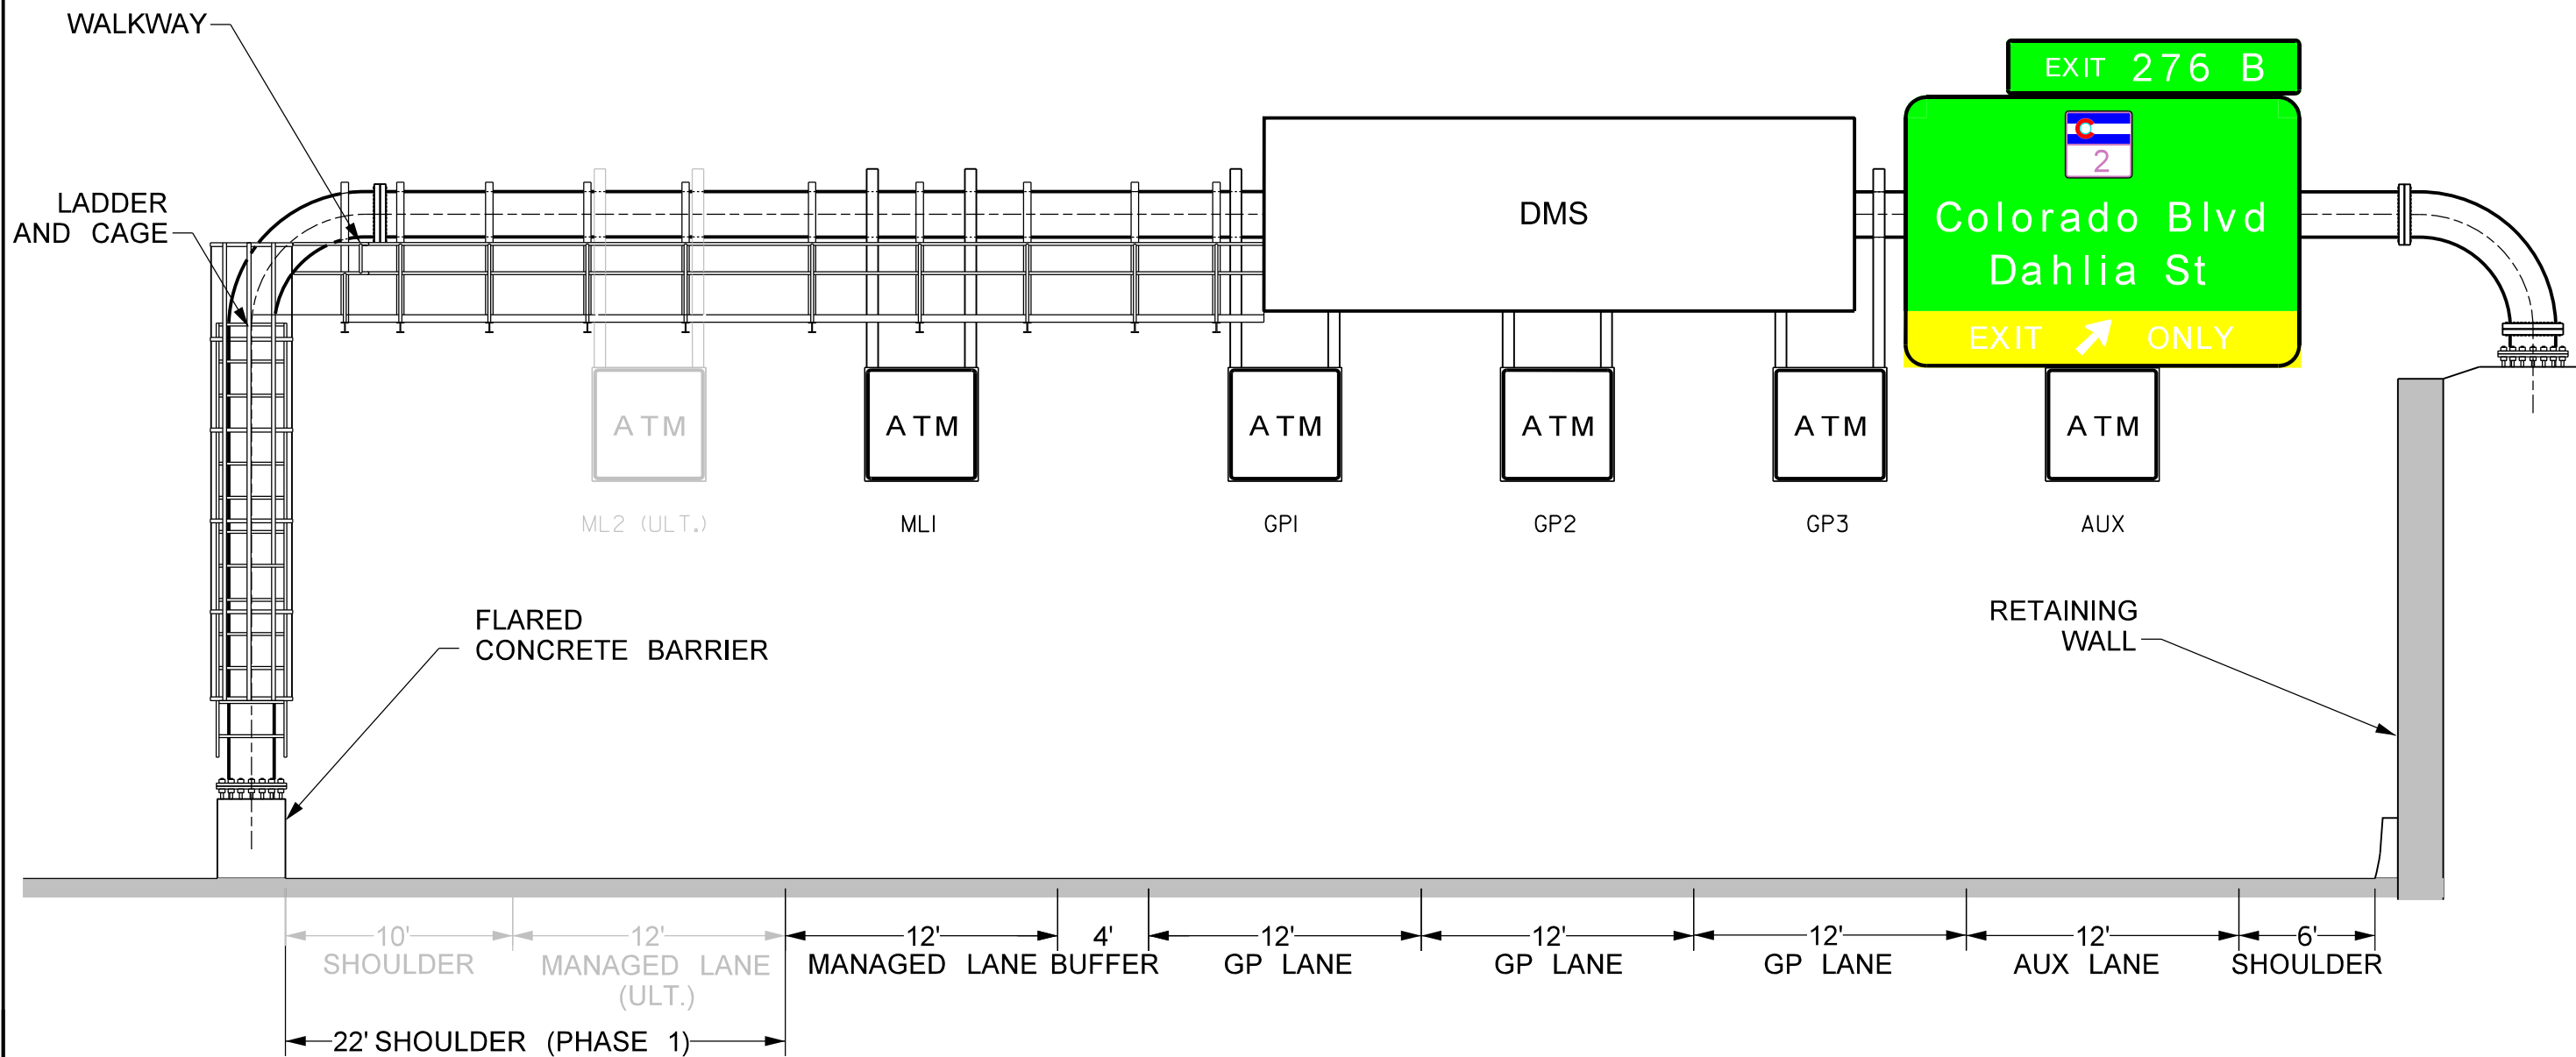 WALKWAY
LADDER
AND CAGE
EXIT 276 B
2
Colorado Blvd
Dahlia St
EXIT ONLY
DMS
ATM
ATM
ATM
ATM
ATM
ATM
ML2 (ULT.)
ML1
GP1
GP2
GP3
AUX
FLARED
CONCRETE BARRIER
RETAINING
WALL
10'
SHOULDER
12'
MANAGED LANE
(ULT.)
12'
MANAGED LANE
4'
BUFFER
12'
GP LANE
12'
GP LANE
12'
GP LANE
12'
AUX LANE
6'
SHOULDER
22' SHOULDER (PHASE 1)